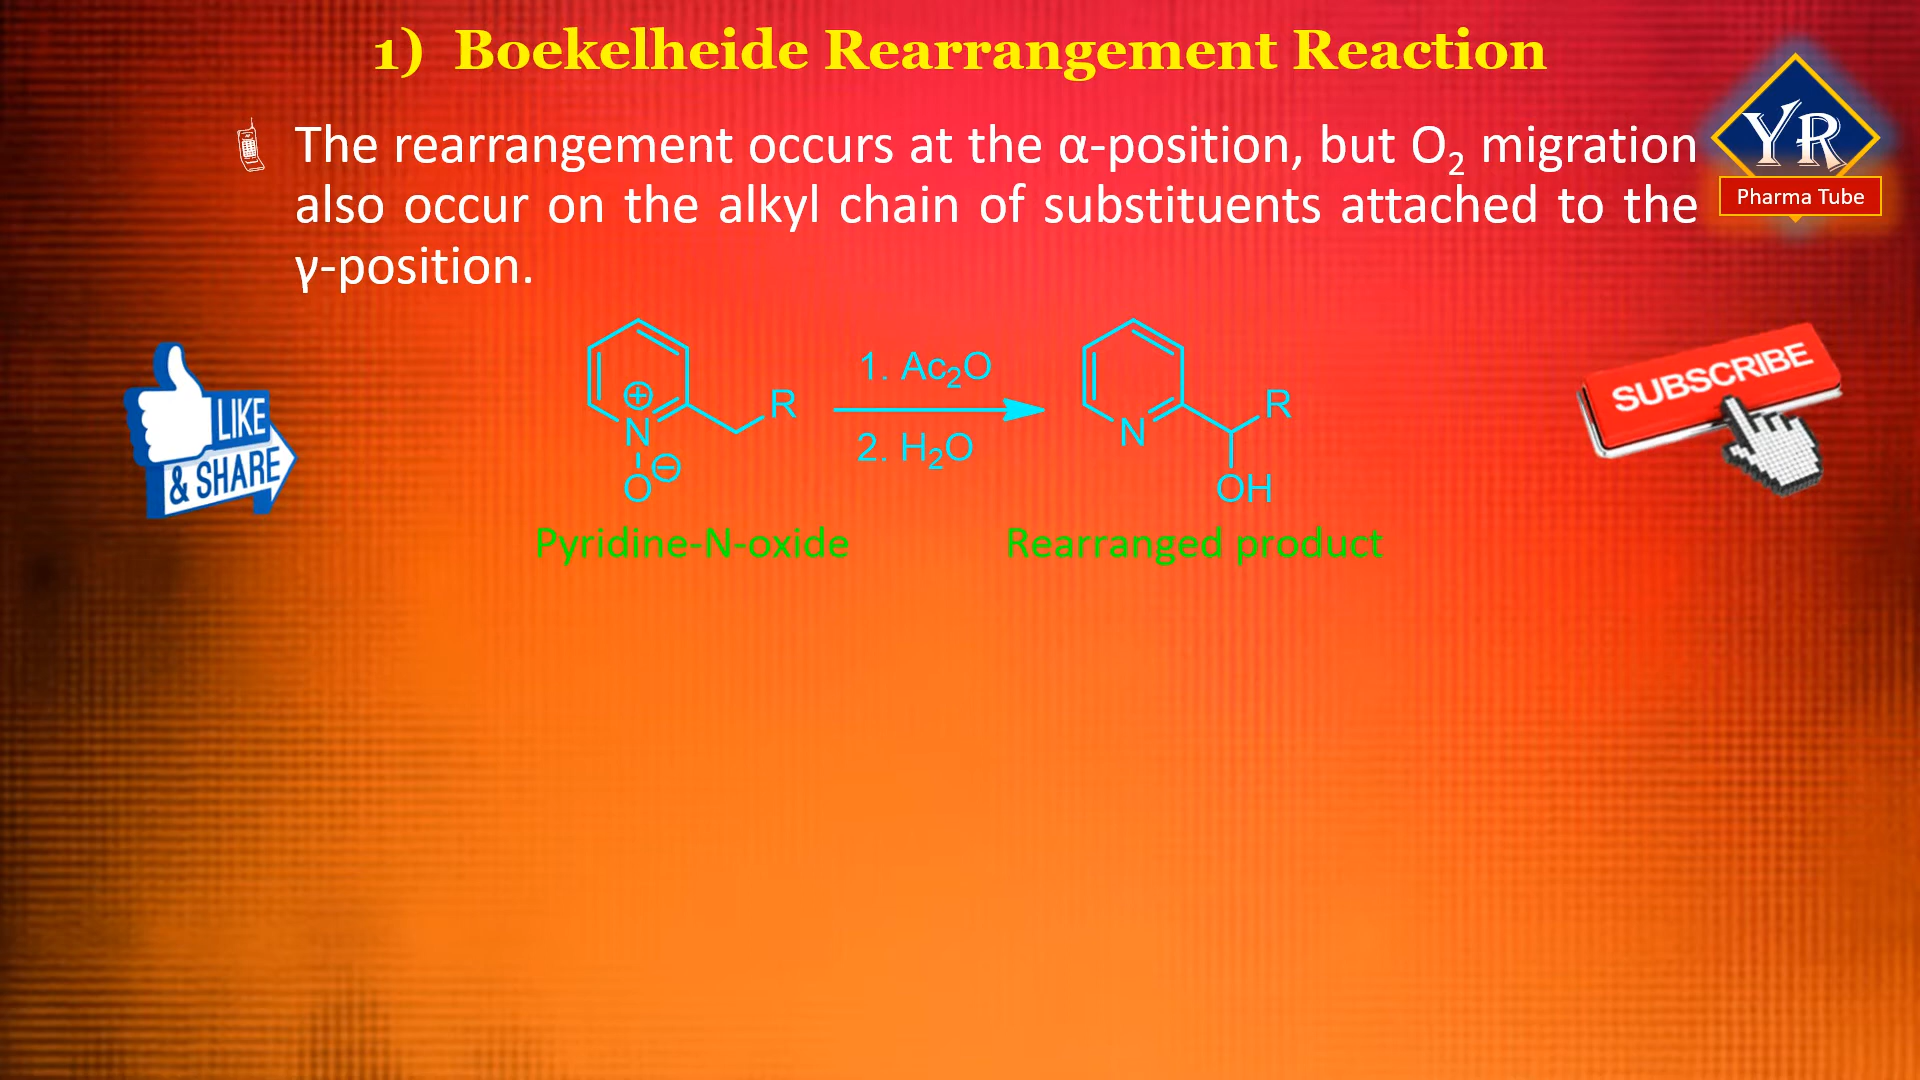 1) Boekelheide Rearrangement Reaction
The rearrangement occurs at the α-position, but O₂ migration
also occur on the alkyl chain of substituents attached to the
γ-position.
YR
Pharma Tube
LIKE
& SHARE
SUBSCRIBE
⊕
N
O
⊖
R
1. Ac₂O
2. H₂O
N
R
OH
Pyridine-N-oxide
Rearranged product